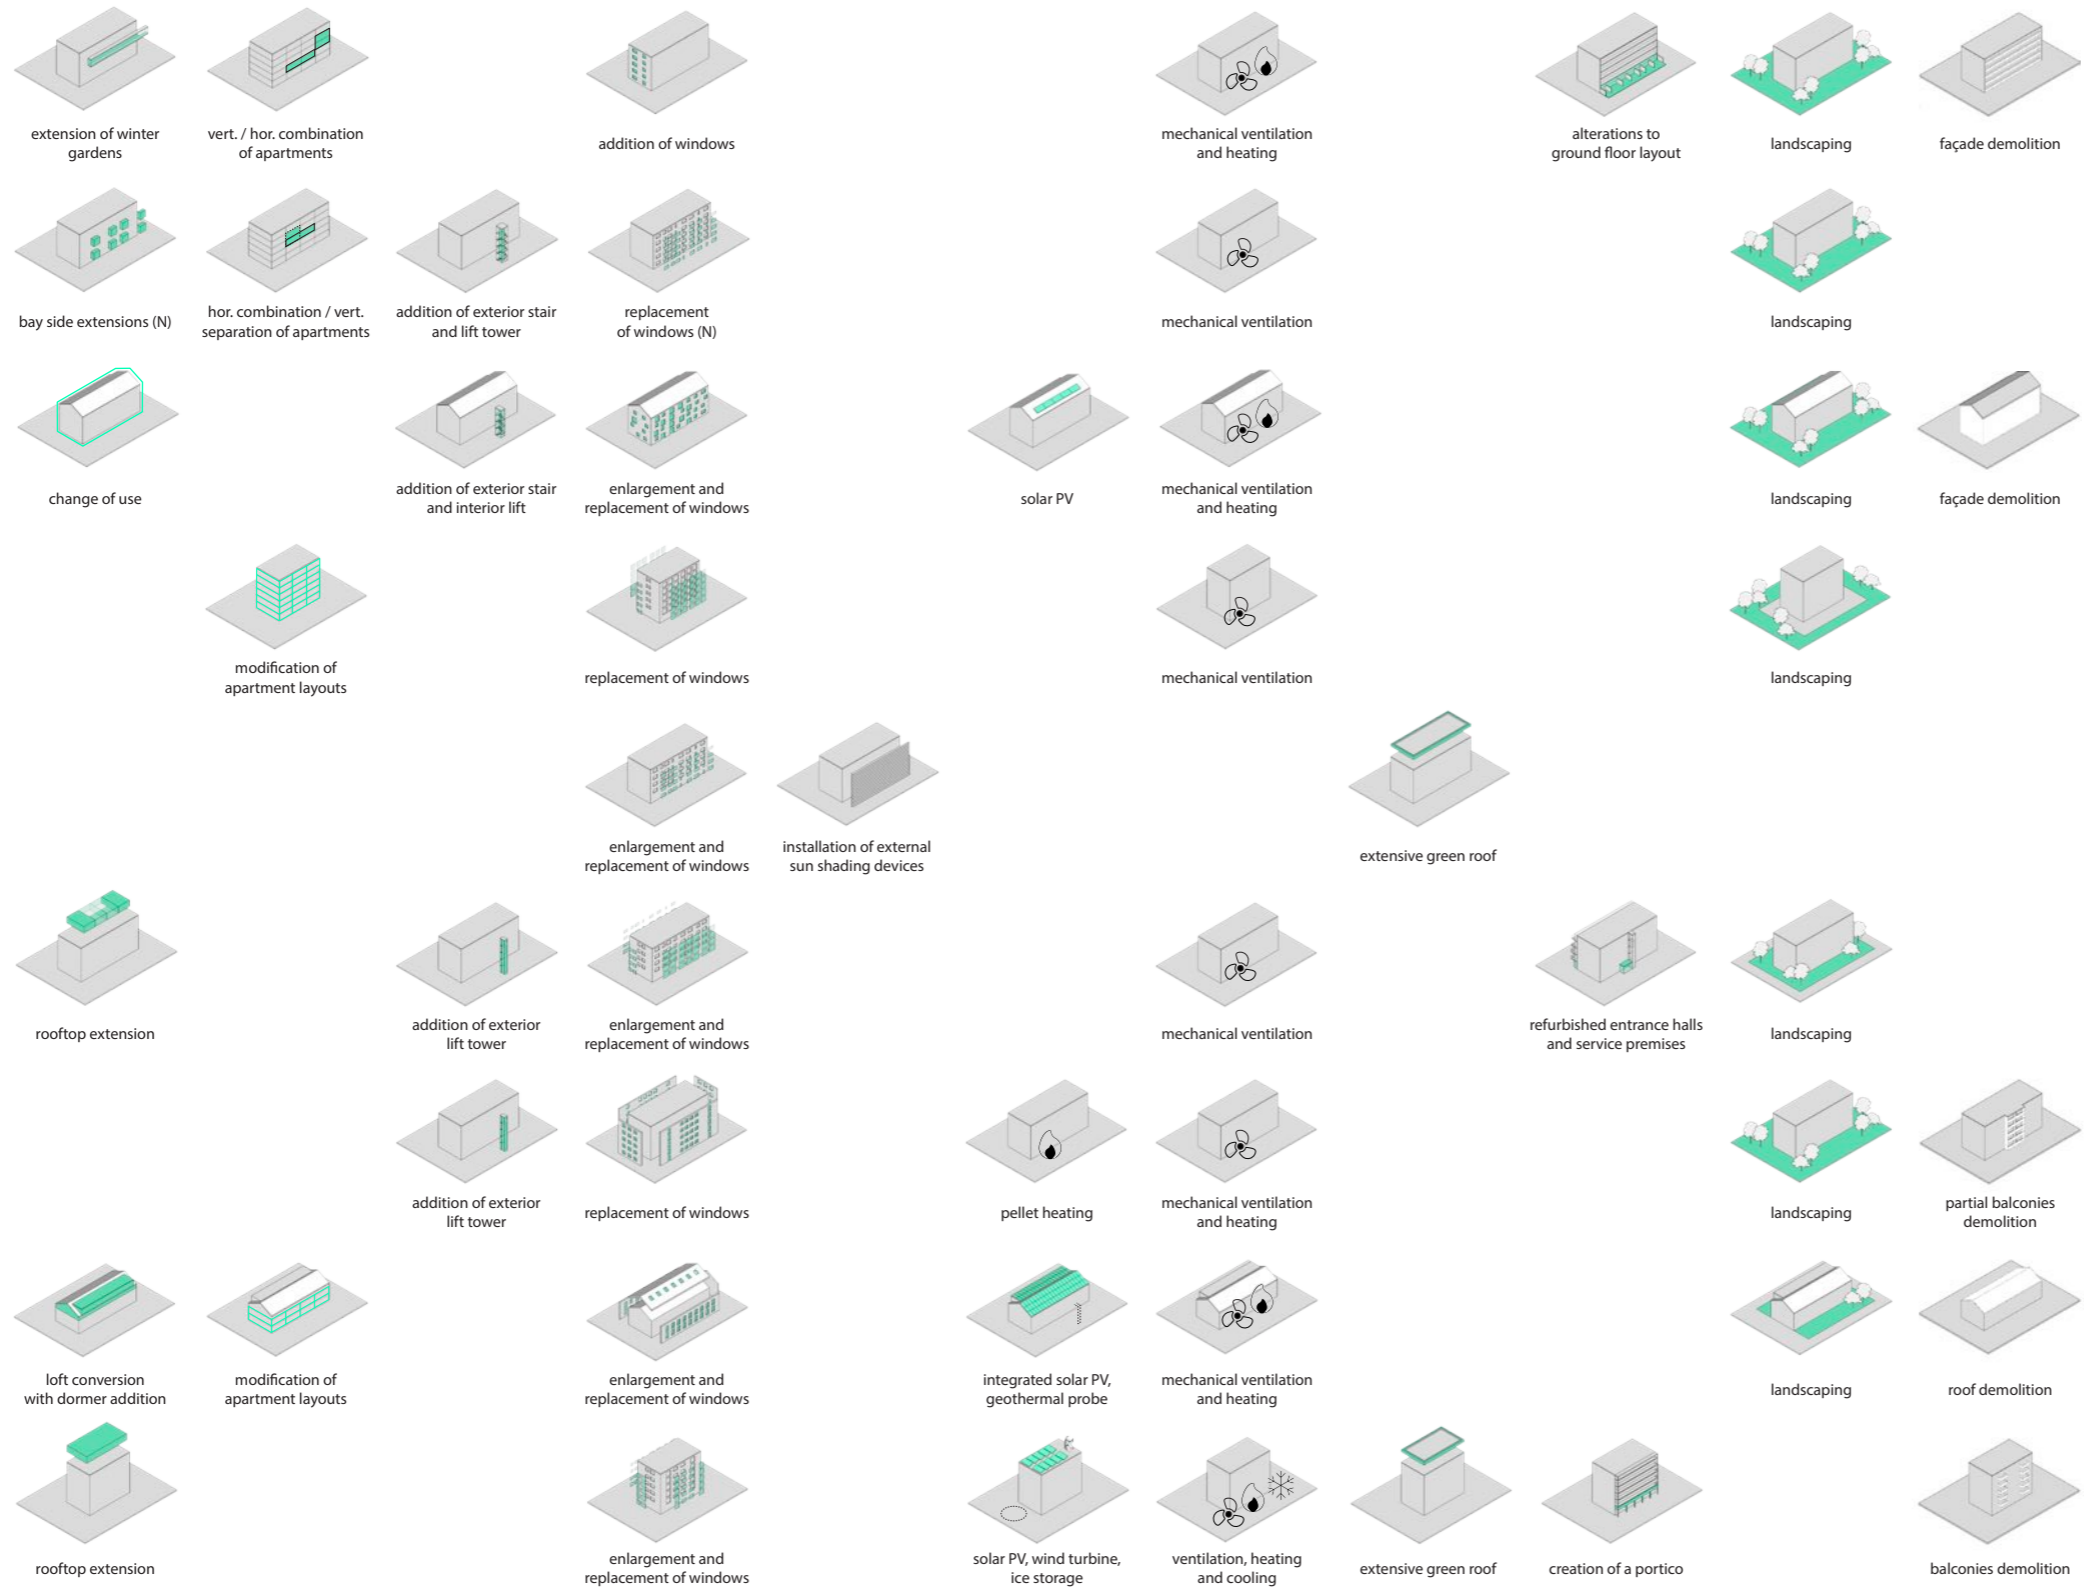 extension of winter
gardens
vert. / hor. combination
of apartments
addition of windows
mechanical ventilation
and heating
alterations to
ground floor layout
landscaping
façade demolition
bay side extensions (N)
hor. combination / vert.
separation of apartments
addition of exterior stair
and lift tower
replacement
of windows (N)
mechanical ventilation
landscaping
change of use
addition of exterior stair
and interior lift
enlargement and
replacement of windows
solar PV
mechanical ventilation
and heating
landscaping
façade demolition
modification of
apartment layouts
replacement of windows
mechanical ventilation
landscaping
enlargement and
replacement of windows
installation of external
sun shading devices
extensive green roof
rooftop extension
addition of exterior
lift tower
enlargement and
replacement of windows
mechanical ventilation
refurbished entrance halls
and service premises
landscaping
addition of exterior
lift tower
replacement of windows
pellet heating
mechanical ventilation
and heating
landscaping
partial balconies
demolition
loft conversion
with dormer addition
modification of
apartment layouts
enlargement and
replacement of windows
integrated solar PV,
geothermal probe
mechanical ventilation
and heating
landscaping
roof demolition
rooftop extension
enlargement and
replacement of windows
solar PV, wind turbine,
ice storage
ventilation, heating
and cooling
extensive green roof
creation of a portico
balconies demolition